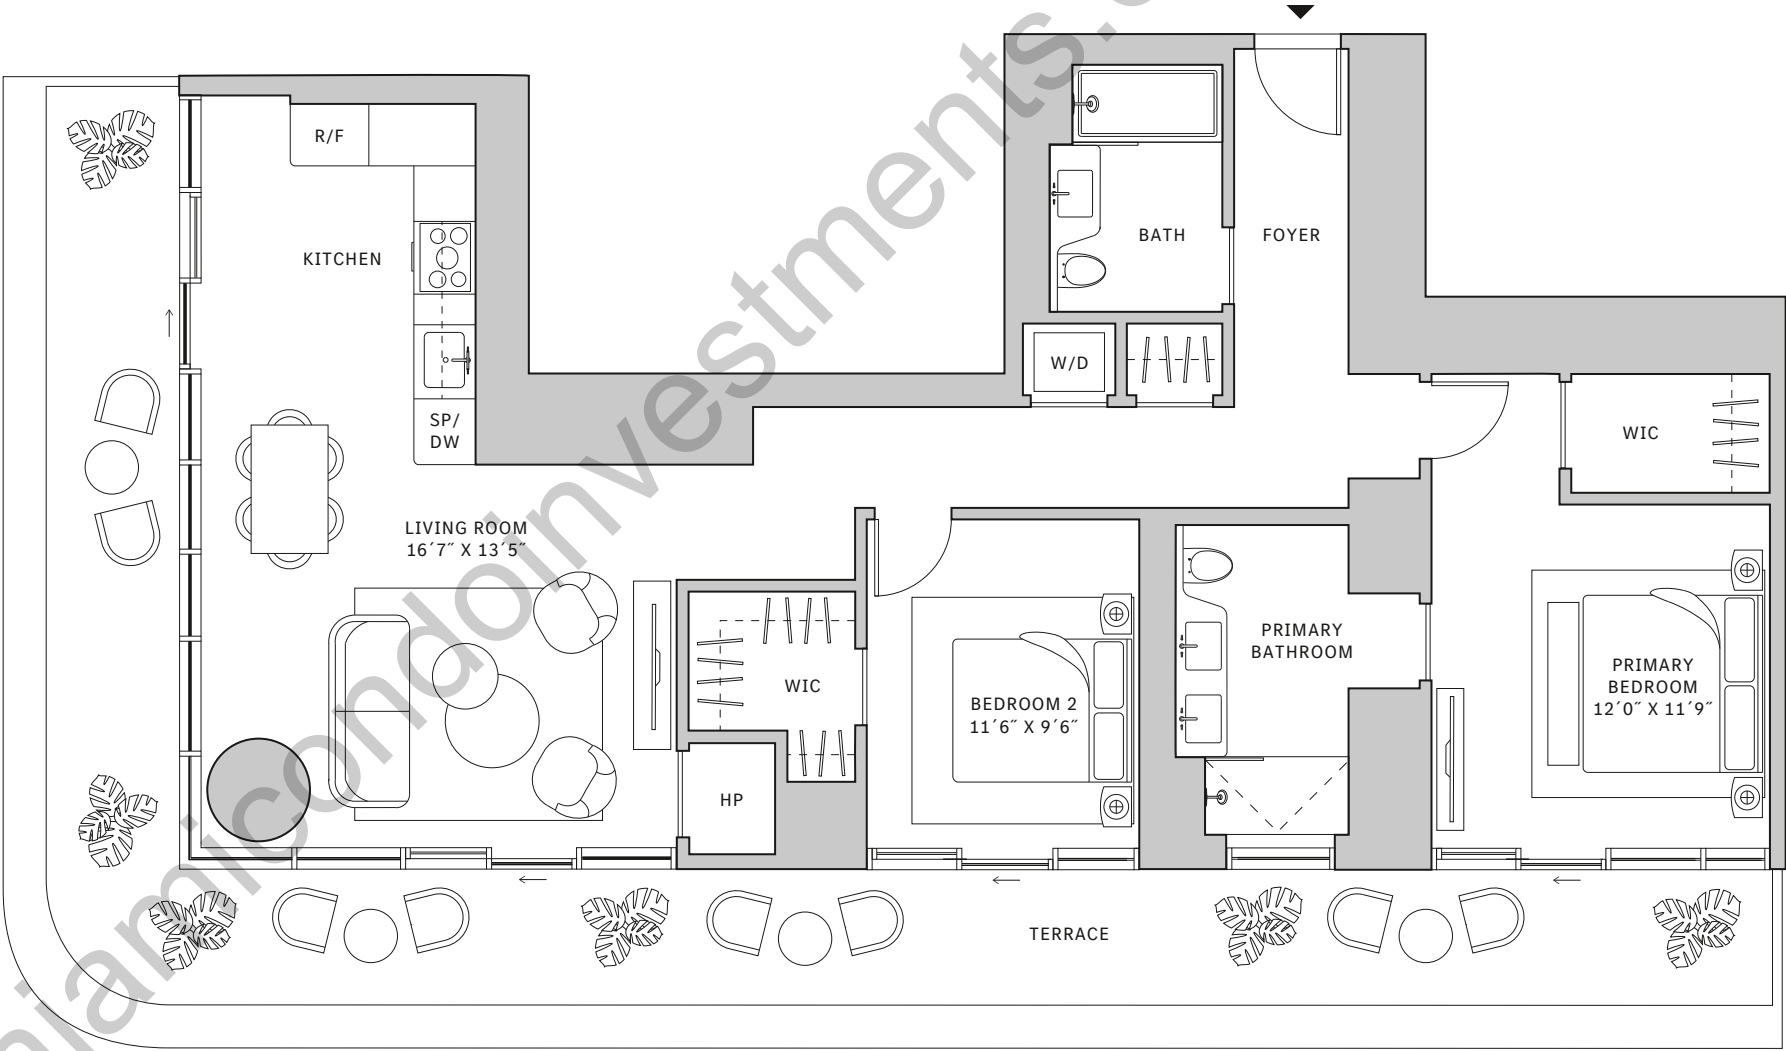 R/F
KITCHEN
BATH
FOYER
W/D
SP/
DW
WIC
LIVING ROOM
16´7˝ X 13´5˝
PRIMARY
BATHROOM
WIC
BEDROOM 2
11´6˝ X 9´6˝
PRIMARY
BEDROOM
12´0˝ X 11´9˝
HP
TERRACE
miamicondoinvestments.c